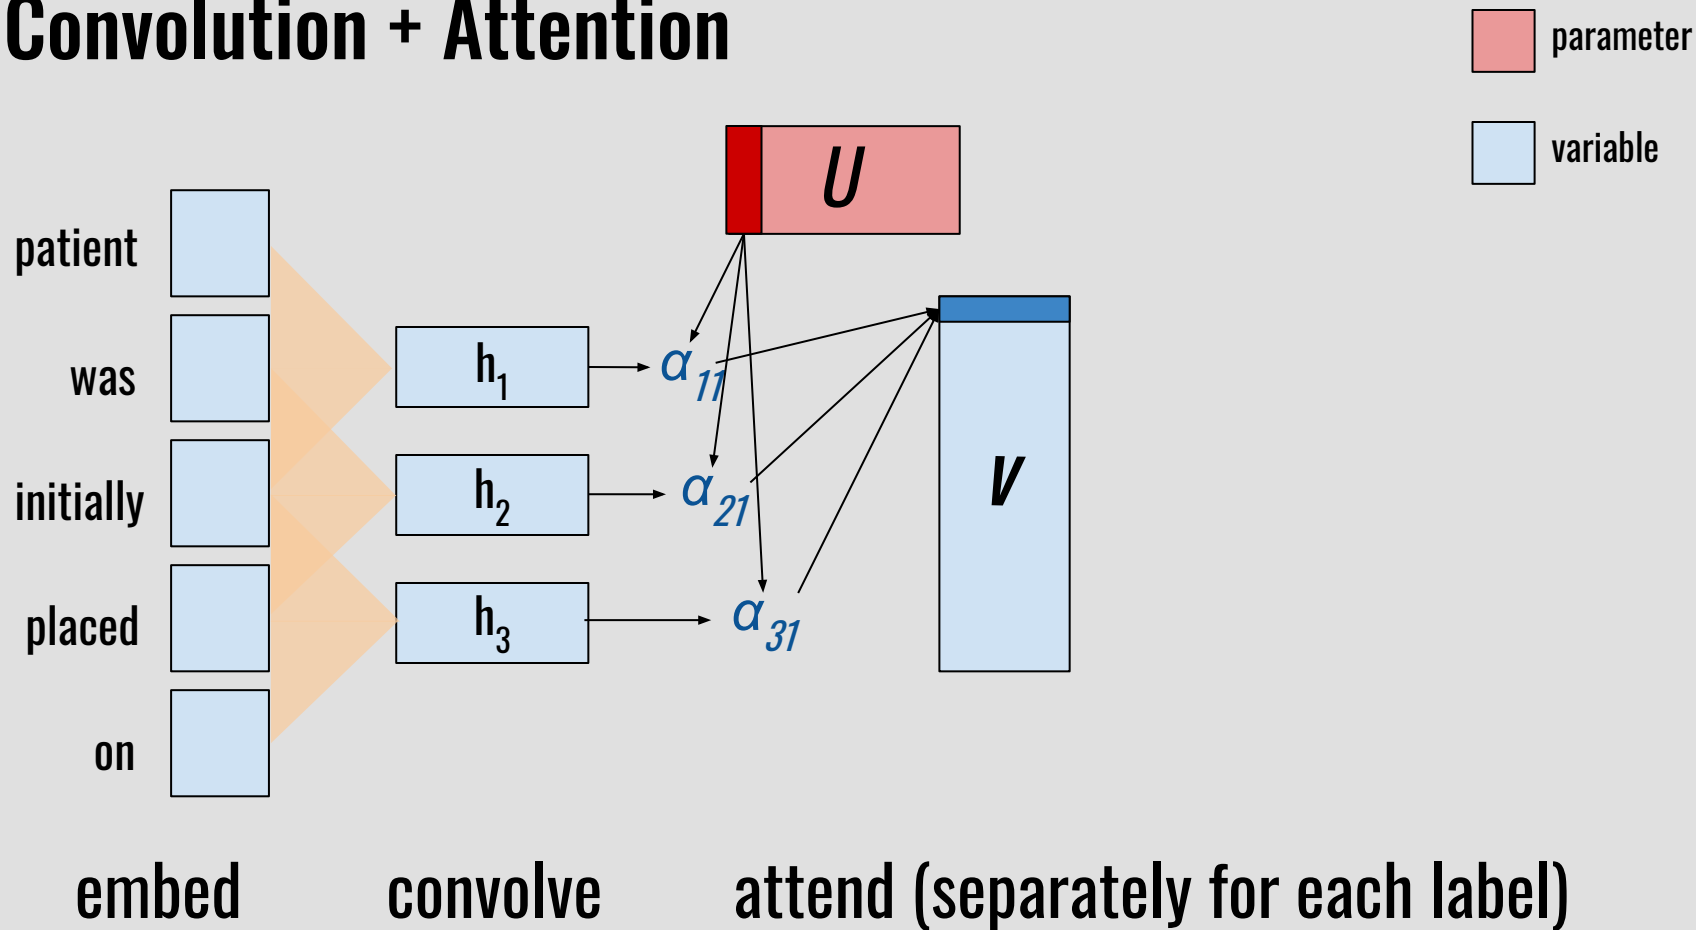 Convolution + Attention
parameter
variable
U
patient
was
initially
placed
on
h1
h2
h3
α11
α21
α31
V
embed
convolve
attend (separately for each label)